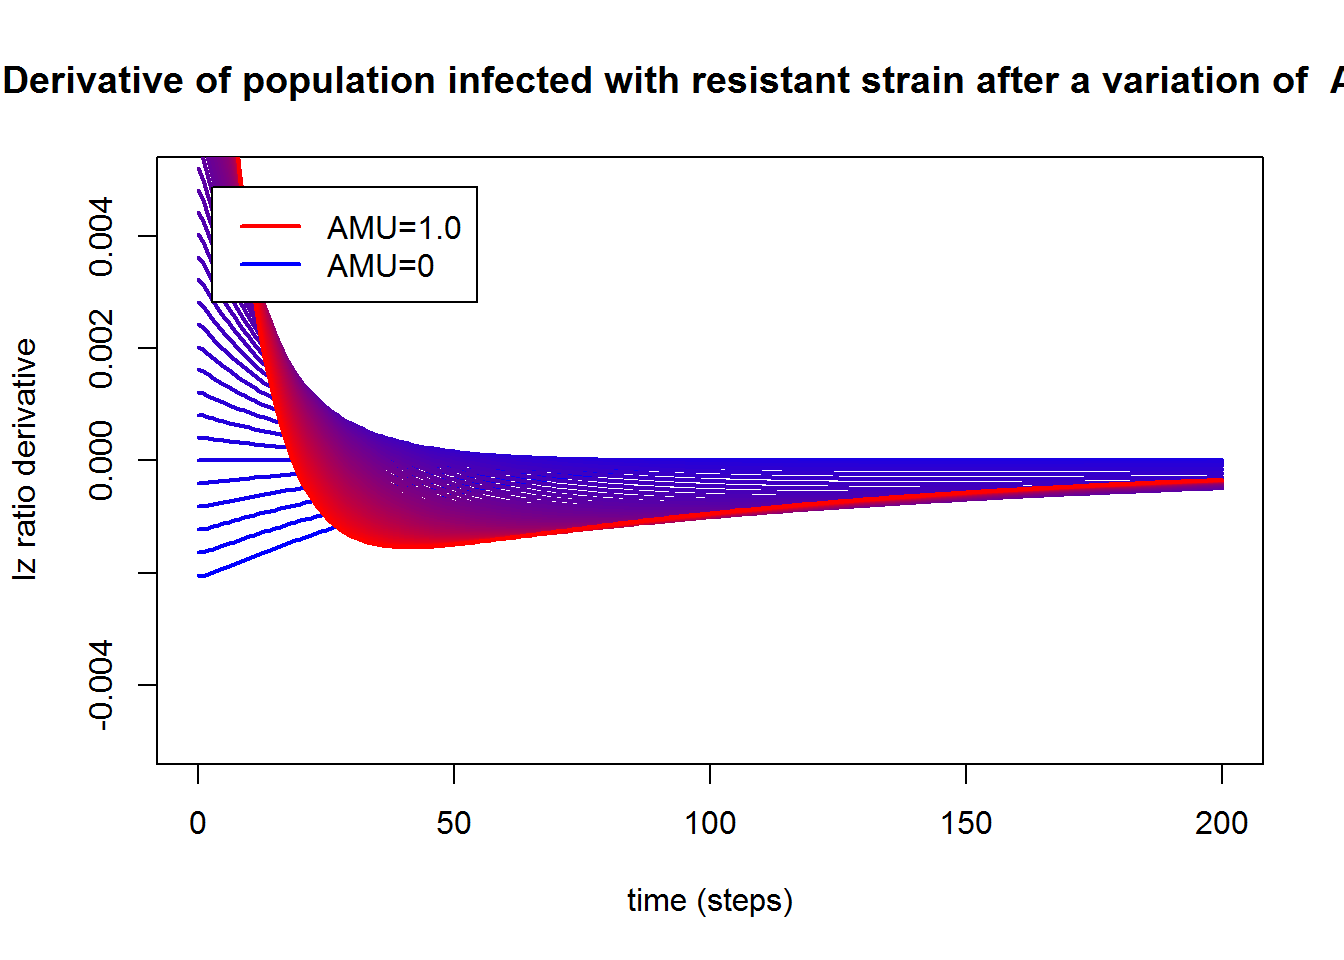 Derivative of population infected with resistant strain after a variation of A
AMU=1.0
AMU=0
Iz ratio derivative
0.004
0.002
0.000
-0.004
0 50 100 150 200
time (steps)